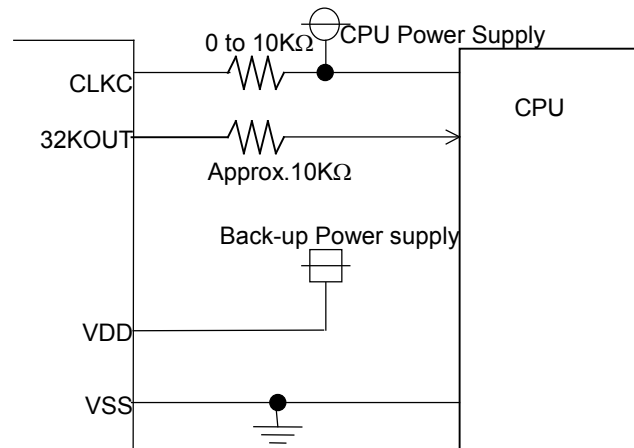 0 to 10KΩ
CPU Power Supply
CLKC
CPU
32KOUT
Approx.10KΩ
Back-up Power supply
VDD
VSS